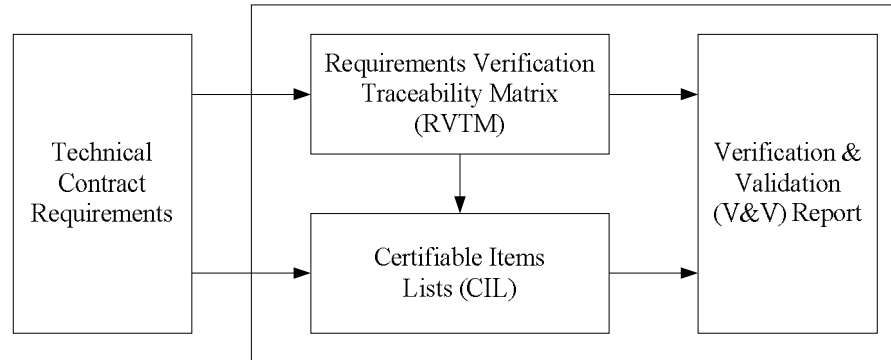 Technical
Contract
Requirements
Requirements Verification
Traceability Matrix
(RVTM)
Certifiable Items
Lists (CIL)
Verification &
Validation
(V&V) Report